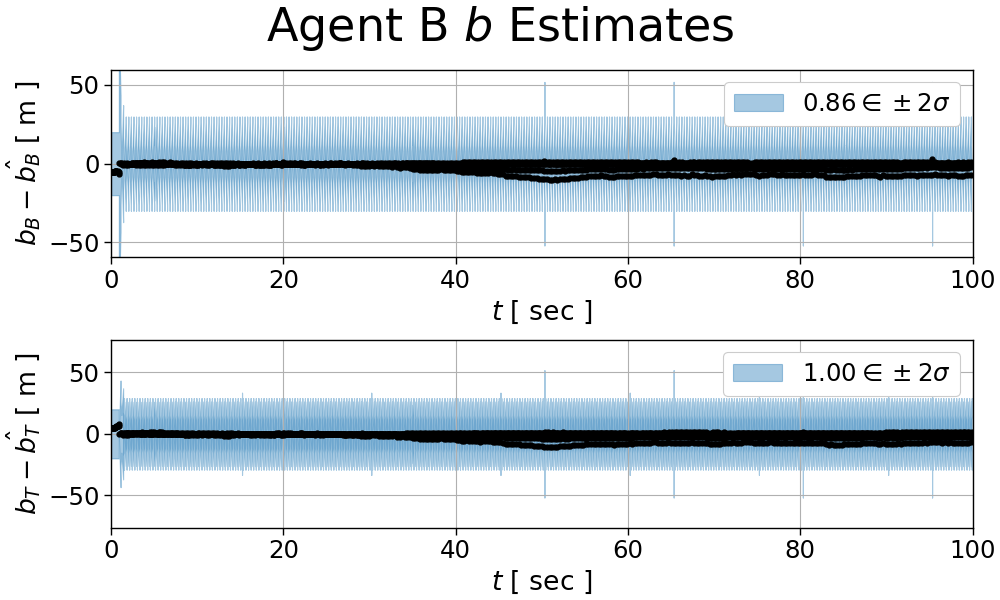 Agent B b Estimates
b_B − b̂_B [ m ]
50
0
−50
0.86 ∈ ±2σ
0 20 40 60 80 100
t [ sec ]
b_T − b̂_T [ m ]
50
0
−50
1.00 ∈ ±2σ
0 20 40 60 80 100
t [ sec ]